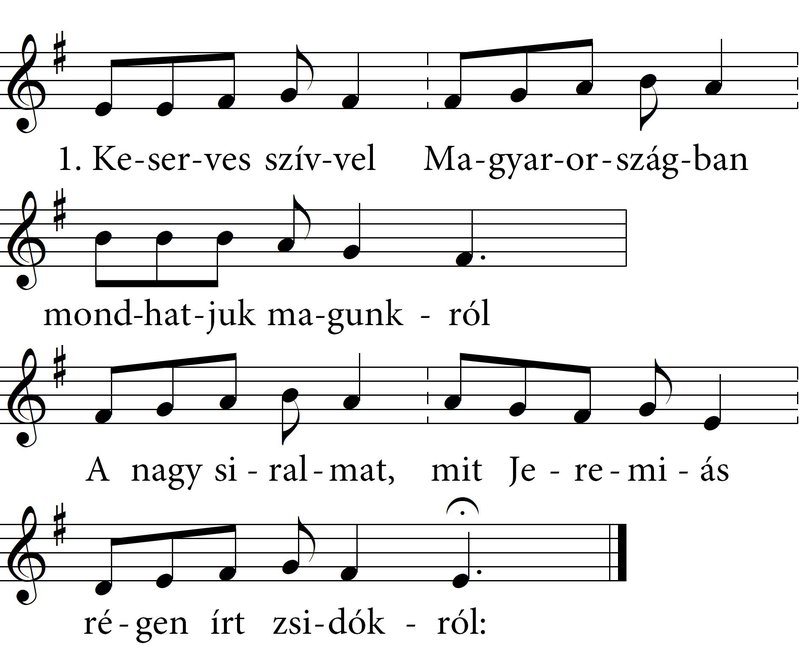 1. Ke-ser-ves szív-vel Ma-gyar-or-szág-ban
mond-hat-juk ma-gunk - ról
A nagy si - ral-mat, mit Je - re - mi - ás
ré - gen írt zsi-dók - ról: